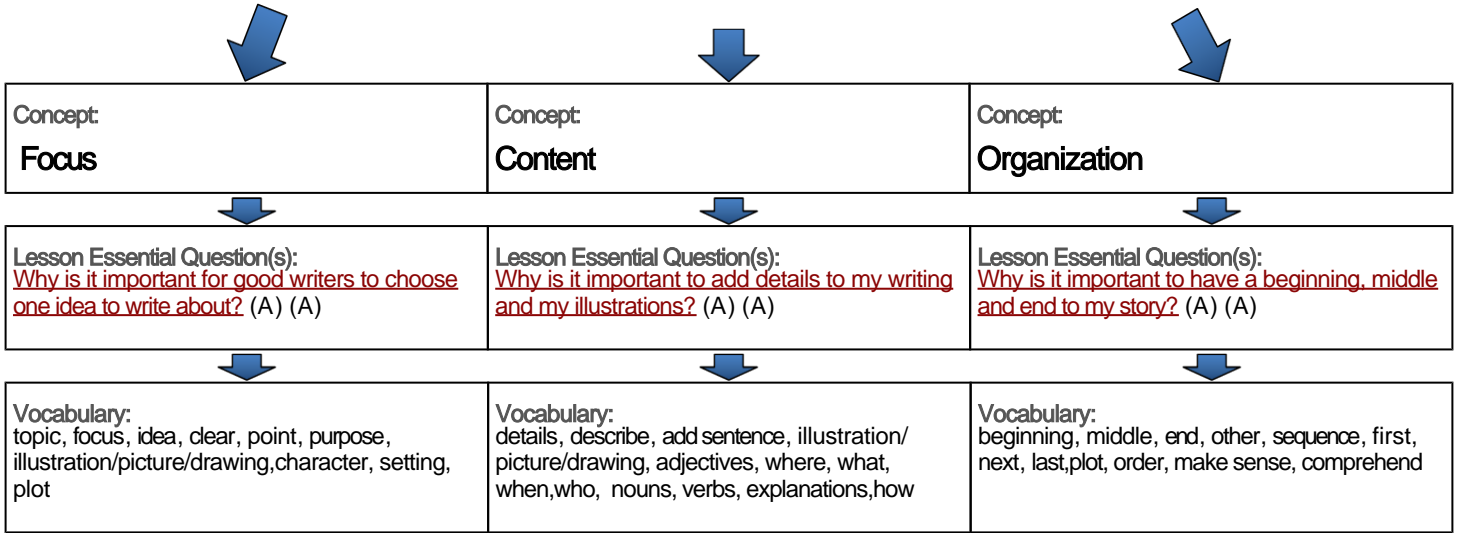 Concept:
Focus
Concept:
Content
Concept:
Organization
Lesson Essential Question(s):
Why is it important for good writers to choose
one idea to write about? (A) (A)
Lesson Essential Question(s):
Why is it important to add details to my writing
and my illustrations? (A) (A)
Lesson Essential Question(s):
Why is it important to have a beginning, middle
and end to my story? (A) (A)
Vocabulary:
topic, focus, idea, clear, point, purpose,
illustration/picture/drawing,character, setting,
plot
Vocabulary:
details, describe, add sentence, illustration/
picture/drawing, adjectives, where, what,
when,who, nouns, verbs, explanations,how
Vocabulary:
beginning, middle, end, other, sequence, first,
next, last,plot, order, make sense, comprehend